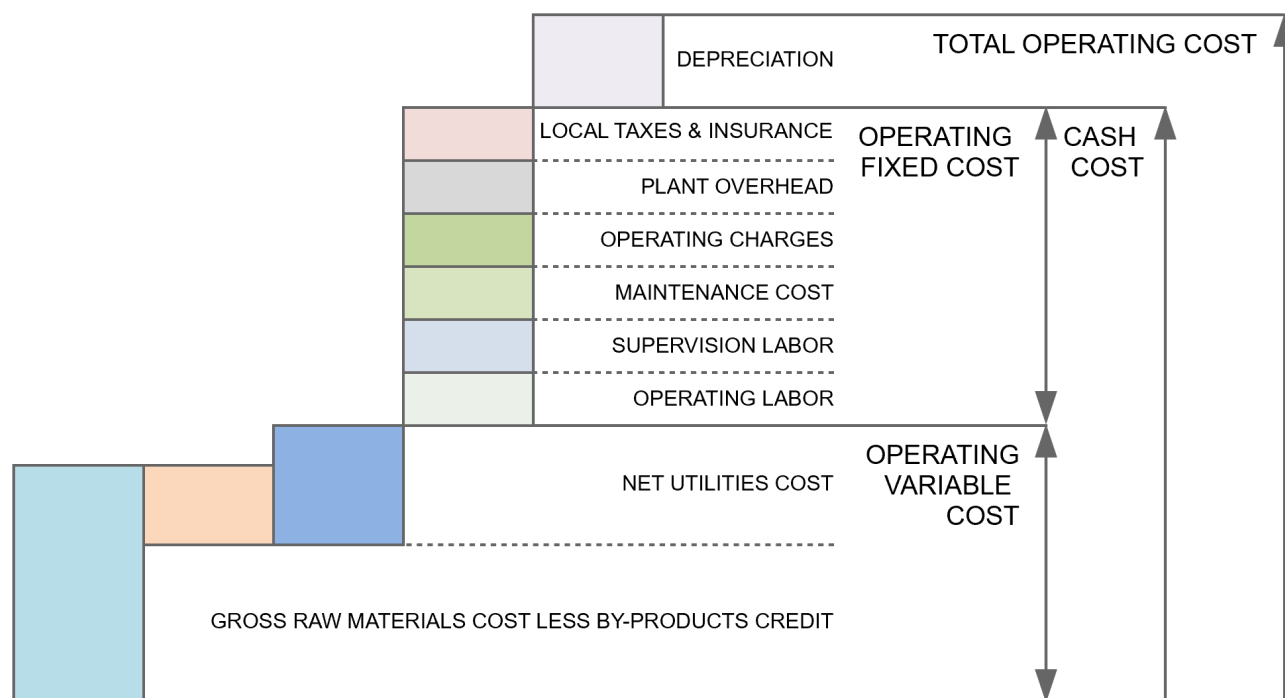 TOTAL OPERATING COST
DEPRECIATION
LOCAL TAXES & INSURANCE
OPERATING
FIXED COST
CASH
COST
PLANT OVERHEAD
OPERATING CHARGES
MAINTENANCE COST
SUPERVISION LABOR
OPERATING LABOR
OPERATING
VARIABLE
COST
NET UTILITIES COST
GROSS RAW MATERIALS COST LESS BY-PRODUCTS CREDIT